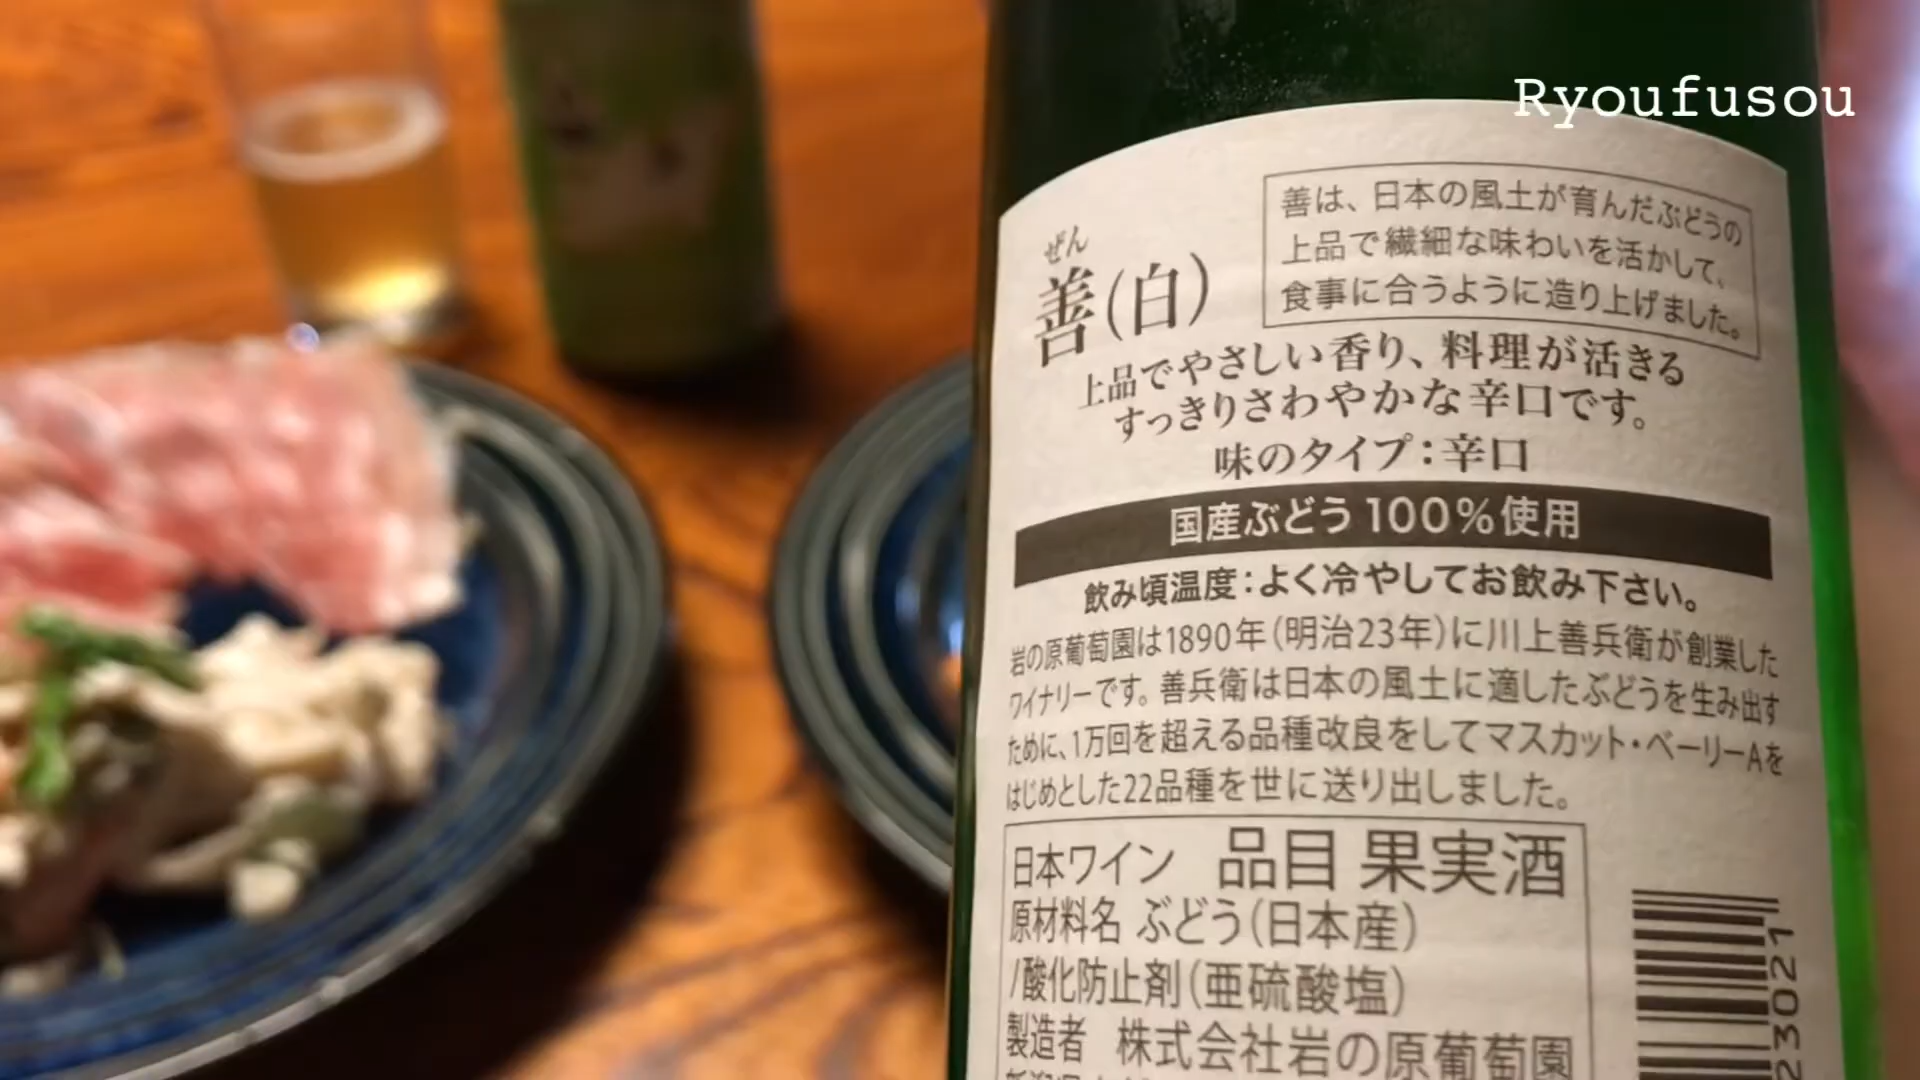 Ryoufusou
善は、日本の風土が育んだぶどうの
上品で繊細な味わいを活かして、
食事に合うように造り上げました。
ぜん
善(白)
上品でやさしい香り、料理が活きる
すっきりさわやかな辛口です。
味のタイプ：辛口
国産ぶどう100%使用
飲み頃温度：よく冷やしてお飲み下さい。
岩の原葡萄園は1890年(明治23年)に川上善兵衛が創業した
ワイナリーです。善兵衛は日本の風土に適したぶどうを生み出す
ために、1万回を超える品種改良をしてマスカット・ベーリーAを
はじめとした22品種を世に送り出しました。
日本ワイン 品目 果実酒
原材料名 ぶどう(日本産)
/酸化防止剤(亜硫酸塩)
製造者 株式会社岩の原葡萄園
23021